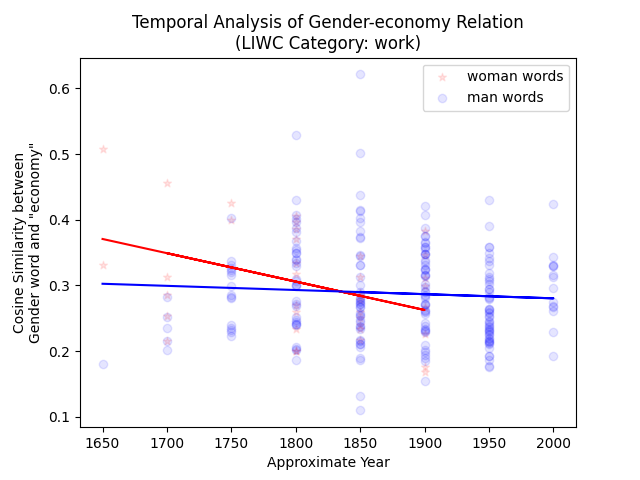 Temporal Analysis of Gender-economy Relation
(LIWC Category: work)
woman words
man words
Cosine Similarity between
Gender word and "economy"
0.6
0.5
0.4
0.3
0.2
0.1
1650 1700 1750 1800 1850 1900 1950 2000
Approximate Year